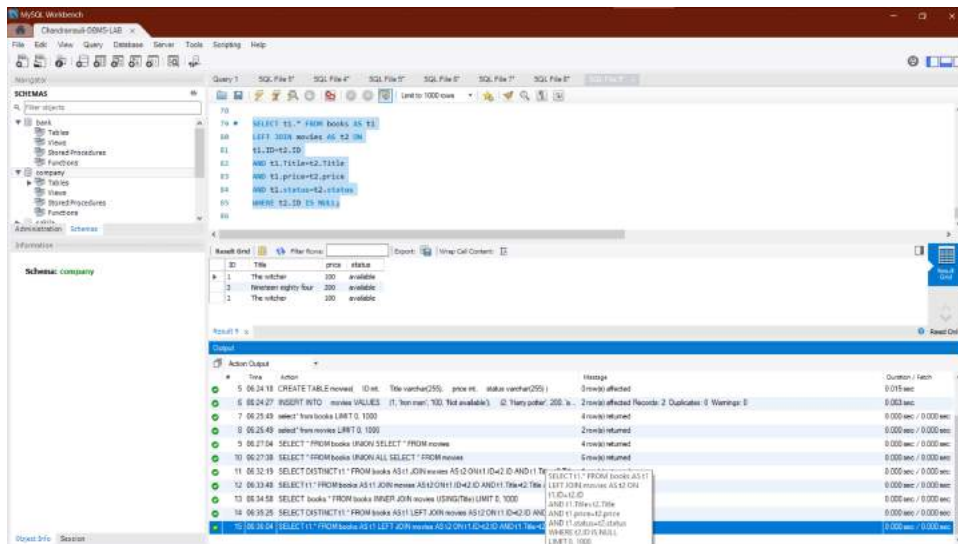 MySQL Workbench
Chandramauli-DBMS-LAB ×
File Edit View Query Database Server Tools Scripting Help
Navigator
SCHEMAS
Filter objects
bank
Tables
Views
Stored Procedures
Functions
company
Tables
Views
Stored Procedures
Functions
Administration Schemas
Information
Schema: company
Object Info Session
Query 1 SQL File 3* SQL File 4* SQL File 5* SQL File 6* SQL File 7* SQL File 8*
Limit to 1000 rows
78
79 SELECT t1.* FROM books AS t1
80 LEFT JOIN movies AS t2 ON
81 t1.ID=t2.ID
82 AND t1.Title=t2.Title
83 AND t1.price=t2.price
84 AND t1.status=t2.status
85 WHERE t2.ID IS NULL;
86
Result Grid Filter Rows: Export: Wrap Cell Content:
ID Title price status
1 The witcher 100 available
3 Nineteen eighty four 200 available
1 The witcher 100 available
Result Grid
Result 9 × Read Onl
Output
Action Output
# Time Action Message Duration / Fetch
5 06:24:18 CREATE TABLE movies( ID int, Title varchar(255), price int, status varchar(255) ) 0 row(s) affected 0.015 sec
6 06:24:27 INSERT INTO movies VALUES (1, 'Iron man', 100, 'Not available'), (2, 'Harry potter', 200, 'a... 2 row(s) affected Records: 2 Duplicates: 0 Warnings: 0 0.003 sec
7 06:25:49 select* from books LIMIT 0, 1000 4 row(s) returned 0.000 sec / 0.000 sec
8 06:25:49 select* from movies LIMIT 0, 1000 2 row(s) returned 0.000 sec / 0.000 sec
9 06:27:04 SELECT * FROM books UNION SELECT * FROM movies 4 row(s) returned 0.000 sec / 0.000 sec
10 06:27:38 SELECT * FROM books UNION ALL SELECT * FROM movies 6 row(s) returned 0.000 sec / 0.000 sec
11 06:32:19 SELECT DISTINCT t1.* FROM books AS t1 JOIN movies AS t2 ON t1.ID=t2.ID AND t1. 0.000 sec / 0.000 sec
12 06:33:48 SELECT t1.* FROM books AS t1 JOIN movies AS t2 ON t1.ID=t2.ID AND t1.Title=t2.Title 0.000 sec / 0.000 sec
13 06:34:58 SELECT books.* FROM books INNER JOIN movies USING(Title) LIMIT 0, 1000 0.000 sec / 0.000 sec
14 06:35:25 SELECT DISTINCT t1.* FROM books AS t1 LEFT JOIN movies AS t2 ON t1.ID=t2.ID AND 0.000 sec / 0.000 sec
15 06:36:04 SELECT t1.* FROM books AS t1 LEFT JOIN movies AS t2 ON t1.ID=t2.ID AND t1. 0.000 sec / 0.000 sec
SELECT t1.* FROM books AS t1
LEFT JOIN movies AS t2 ON
t1.ID=t2.ID
AND t1.Title=t2.Title
AND t1.price=t2.price
AND t1.status=t2.status
WHERE t2.ID IS NULL
LIMIT 0, 1000